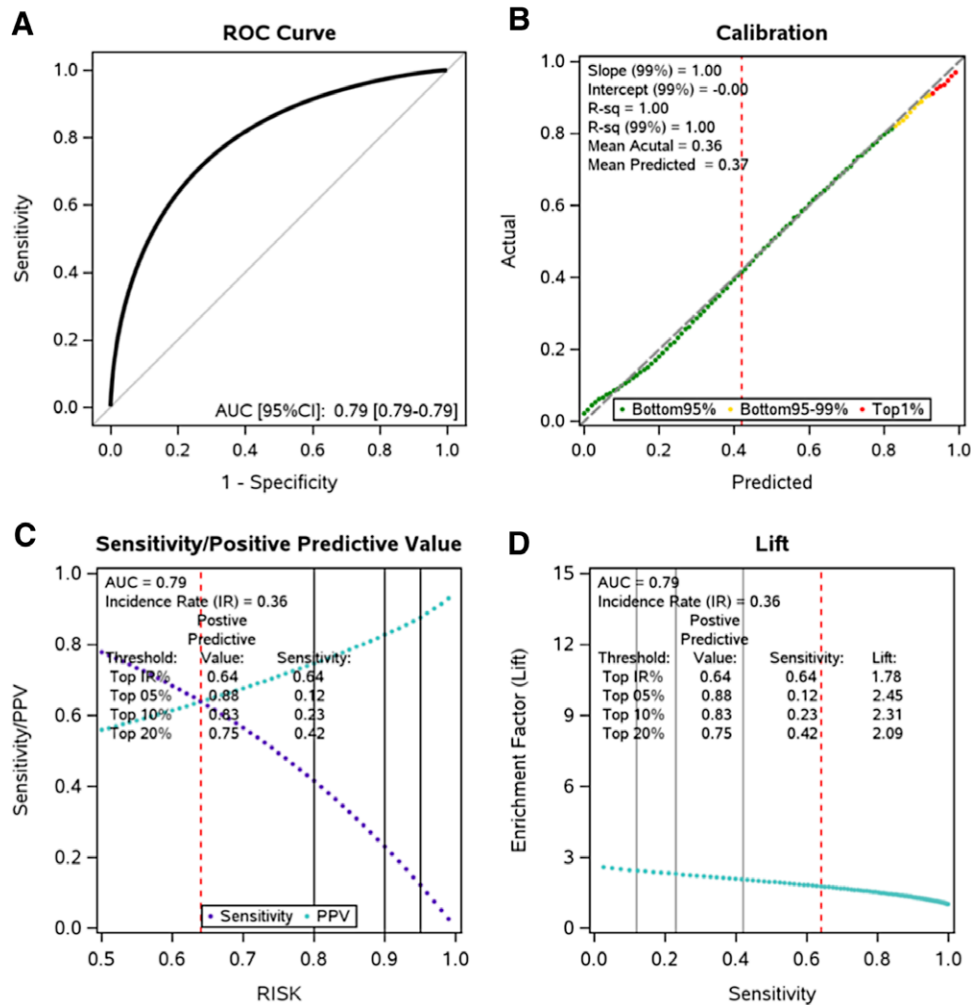 A
ROC Curve
Sensitivity
1.0
0.8
0.6
0.4
0.2
0.0
AUC [95%CI]: 0.79 [0.79-0.79]
0.0 0.2 0.4 0.6 0.8 1.0
1 - Specificity
B
Calibration
Actual
1.0
0.8
0.6
0.4
0.2
0.0
Slope (99%) = 1.00
Intercept (99%) = -0.00
R-sq = 1.00
R-sq (99%) = 1.00
Mean Acutal = 0.36
Mean Predicted = 0.37
Bottom95% Bottom95-99% Top1%
0.0 0.2 0.4 0.6 0.8 1.0
Predicted
C
Sensitivity/Positive Predictive Value
Sensitivity/PPV
1.0
0.8
0.6
0.4
0.2
0.0
AUC = 0.79
Incidence Rate (IR) = 0.36
Postive
Predictive
Threshold: Value: Sensitivity:
Top IR% 0.64 0.64
Top 05% 0.88 0.12
Top 10% 0.83 0.23
Top 20% 0.75 0.42
Sensitivity PPV
0.5 0.6 0.7 0.8 0.9 1.0
RISK
D
Lift
Enrichment Factor (Lift)
15
12
9
6
3
0
AUC = 0.79
Incidence Rate (IR) = 0.36
Postive
Predictive
Threshold: Value: Sensitivity: Lift:
Top IR% 0.64 0.64 1.78
Top 05% 0.88 0.12 2.45
Top 10% 0.83 0.23 2.31
Top 20% 0.75 0.42 2.09
0.0 0.2 0.4 0.6 0.8 1.0
Sensitivity